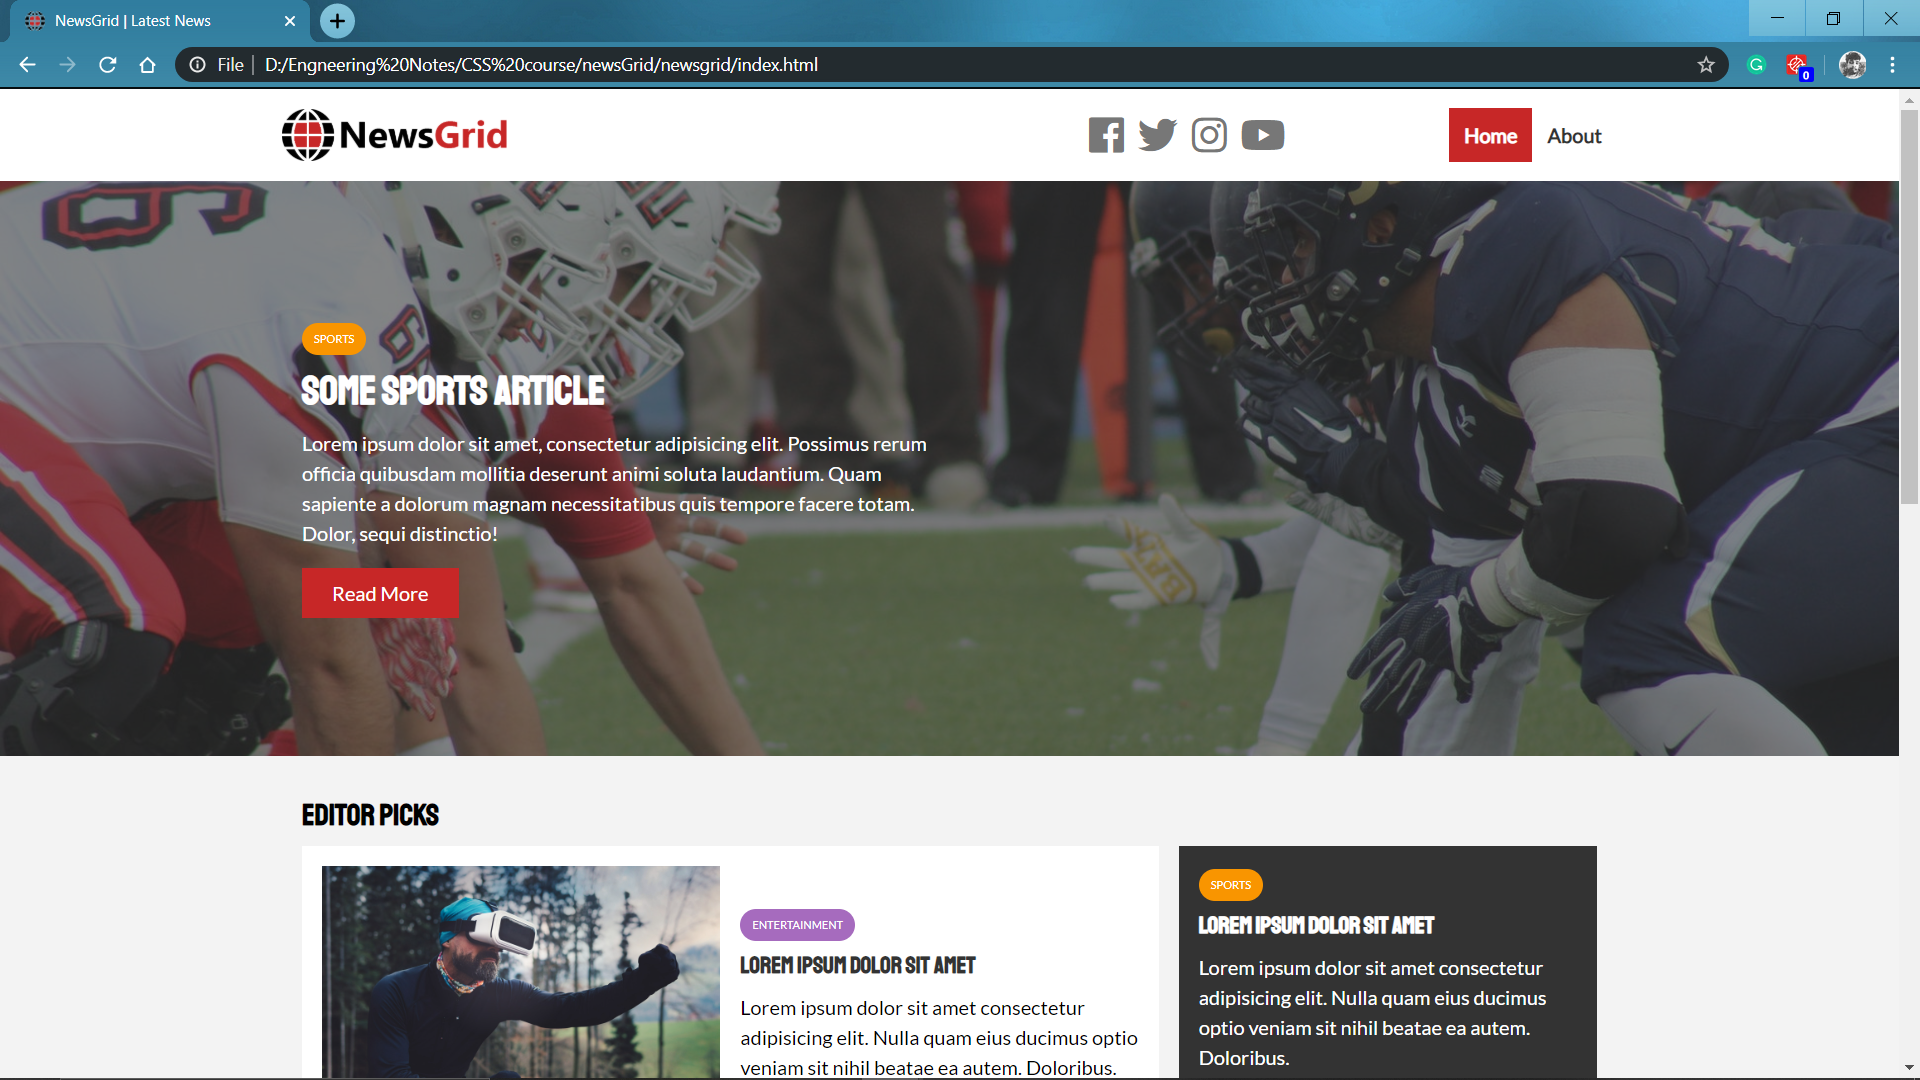 NewsGrid | Latest News
File
D:/Engneering%20Notes/CSS%20course/newsGrid/newsgrid/index.html
0
NewsGrid
Home
About
SPORTS
SOME SPORTS ARTICLE
Lorem ipsum dolor sit amet, consectetur adipisicing elit. Possimus rerum
officia quibusdam mollitia deserunt animi soluta laudantium. Quam
sapiente a dolorum magnam necessitatibus quis tempore facere totam.
Dolor, sequi distinctio!
Read More
EDITOR PICKS
ENTERTAINMENT
LOREM IPSUM DOLOR SIT AMET
Lorem ipsum dolor sit amet consectetur
adipisicing elit. Nulla quam eius ducimus optio
veniam sit nihil beatae ea autem. Doloribus.
SPORTS
LOREM IPSUM DOLOR SIT AMET
Lorem ipsum dolor sit amet consectetur
adipisicing elit. Nulla quam eius ducimus
optio veniam sit nihil beatae ea autem.
Doloribus.